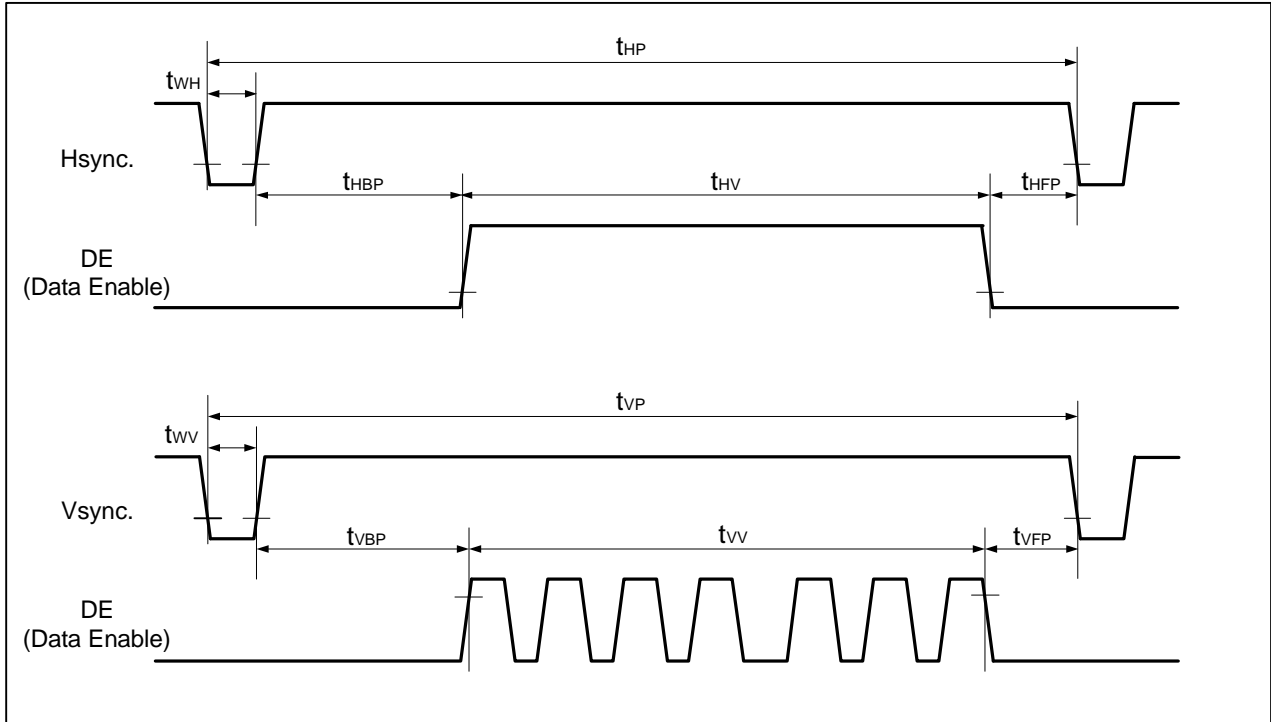 tHP
tWH
Hsync.
tHBP tHV tHFP
DE
(Data Enable)
tVP
tWV
Vsync.
tVBP tVV tVFP
DE
(Data Enable)